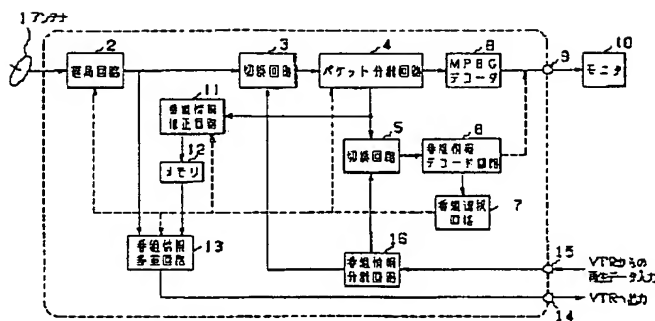 1 アンテナ
2
選局回路
3
切換回路
4
パケット分離回路
8
MPEG
デコーダ
9
10
モニタ
11
番組情報
修正回路
12
メモリ
5
切換回路
6
番組情報
デコード回路
番組選択
回路
7
番組情報
多重回路
13
16
番組情報
分離回路
15
VTRからの
再生データ入力
VTRへ出力
14